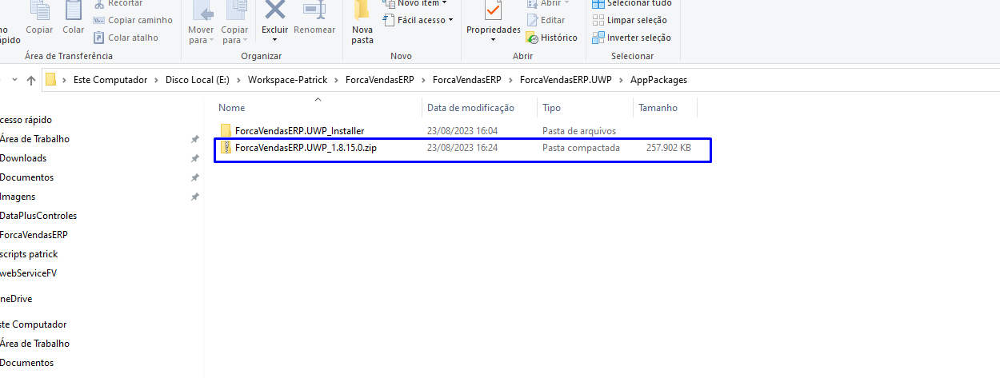 Recortar
Novo item
Abrir
Selecionar tudo
Copiar caminho
Fácil acesso
Editar
Limpar seleção
Copiar
Colar
Colar atalho
Mover para
Copiar para
Excluir
Renomear
Nova pasta
Propriedades
Histórico
Inverter seleção
Área de Transferência
Organizar
Novo
Abrir
Selecionar
Este Computador > Disco Local (E:) > Workspace-Patrick > ForcaVendasERP > ForcaVendasERP > ForcaVendasERP.UWP > AppPackages
Nome Data de modificação Tipo Tamanho
ForcaVendasERP.UWP_Installer 23/08/2023 16:04 Pasta de arquivos
ForcaVendasERP.UWP_1.8.15.0.zip 23/08/2023 16:24 Pasta compactada 257.902 KB
cesso rápido
Área de Trabalho
Downloads
Documentos
Imagens
DataPlusControles
ForcaVendasERP
scripts patrick
webServiceFV
neDrive
ste Computador
Área de Trabalho
Documentos